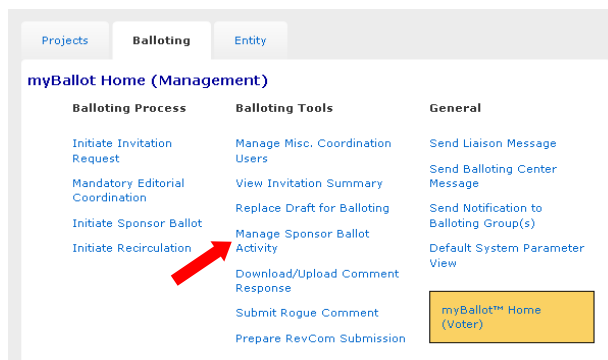 Projects
Balloting
Entity
myBallot Home (Management)
Balloting Process
Initiate Invitation
Request
Mandatory Editorial
Coordination
Initiate Sponsor Ballot
Initiate Recirculation
Balloting Tools
Manage Misc. Coordination
Users
View Invitation Summary
Replace Draft for Balloting
Manage Sponsor Ballot
Activity
Download/Upload Comment
Response
Submit Rogue Comment
Prepare RevCom Submission
General
Send Liaison Message
Send Balloting Center
Message
Send Notification to
Balloting Group(s)
Default System Parameter
View
myBallot™ Home
(Voter)